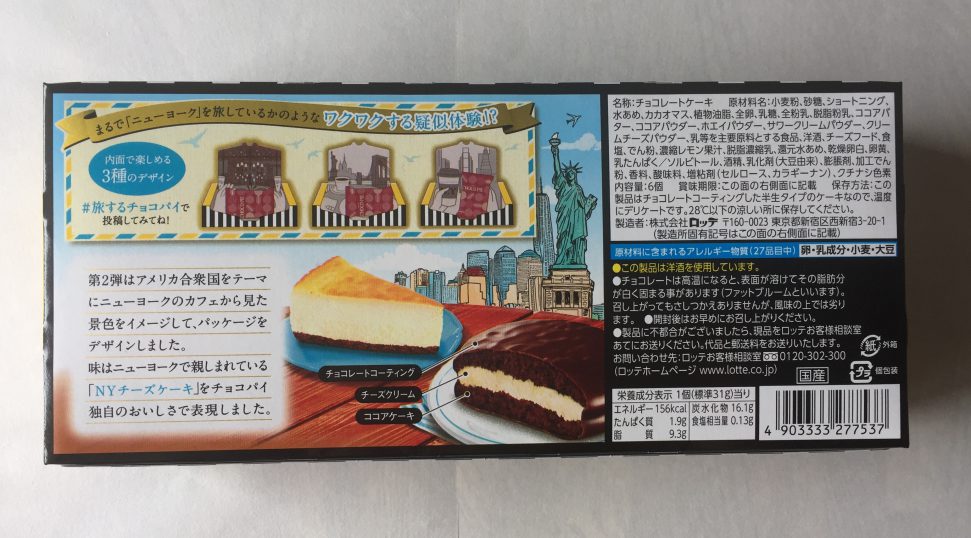 まるで「ニューヨーク」を旅しているかのようなワクワクする疑似体験!?
内面で楽しめる
3種のデザイン
#旅するチョコパイで
投稿してみてね!
第2弾はアメリカ合衆国をテーマ
にニューヨークのカフェから見た
景色をイメージして、パッケージを
デザインしました。
味はニューヨークで親しまれている
「NYチーズケーキ」をチョコパイ
独自のおいしさで表現しました。
チョコレートコーティング
チーズクリーム
ココアケーキ
名称:チョコレートケーキ 原材料名:小麦粉、砂糖、ショートニング、
水あめ、カカオマス、植物油脂、全卵、乳糖、全粉乳、脱脂粉乳、ココアバ
ター、ココアパウダー、ホエイパウダー、サワークリームパウダー、クリー
ムチーズパウダー、乳等を主要原料とする食品、洋酒、チーズフード、食
塩、でん粉、濃縮レモン果汁、脱脂濃縮乳、還元水あめ、乾燥卵白、卵黄、
乳たんぱく/ソルビトール、酒精、乳化剤(大豆由来)、膨脹剤、加工でん
粉、香料、酸味料、増粘剤(セルロース、カラギーナン)、クチナシ色素
内容量:6個 賞味期限:この面の右側面に記載 保存方法:この
製品はチョコレートコーティングした半生タイプのケーキなので、温度
にデリケートです。28℃以下の涼しい所に保存してください。
製造者:株式会社ロッテ 〒160-0023 東京都新宿区西新宿3-20-1
(製造所固有記号はこの面の右側面に記載)
原材料に含まれるアレルギー物質(27品目中) 卵・乳成分・小麦・大豆
●この製品は洋酒を使用しています。
●チョコレートは高温になると、表面が溶けてその脂肪分
が白く固まる事があります(ファットブルームといいます)。
召し上がってもさしつかえありませんが、風味の上では劣り
ます。 ●開封後はお早めにお召し上がりください。
●製品に不都合がございましたら、現品をロッテお客様相談室
あてにお送りください。代品と郵送料をお送りいたします。
お問い合わせ先:ロッテお客様相談室 0120-302-300
(ロッテホームページ www.lotte.co.jp)
国産
紙 外箱
プラ 個包装
栄養成分表示 1個(標準31g)当り
エネルギー 156kcal 炭水化物 16.1g
たんぱく質 1.9g 食塩相当量 0.13g
脂質 9.3g
4 903333 277537